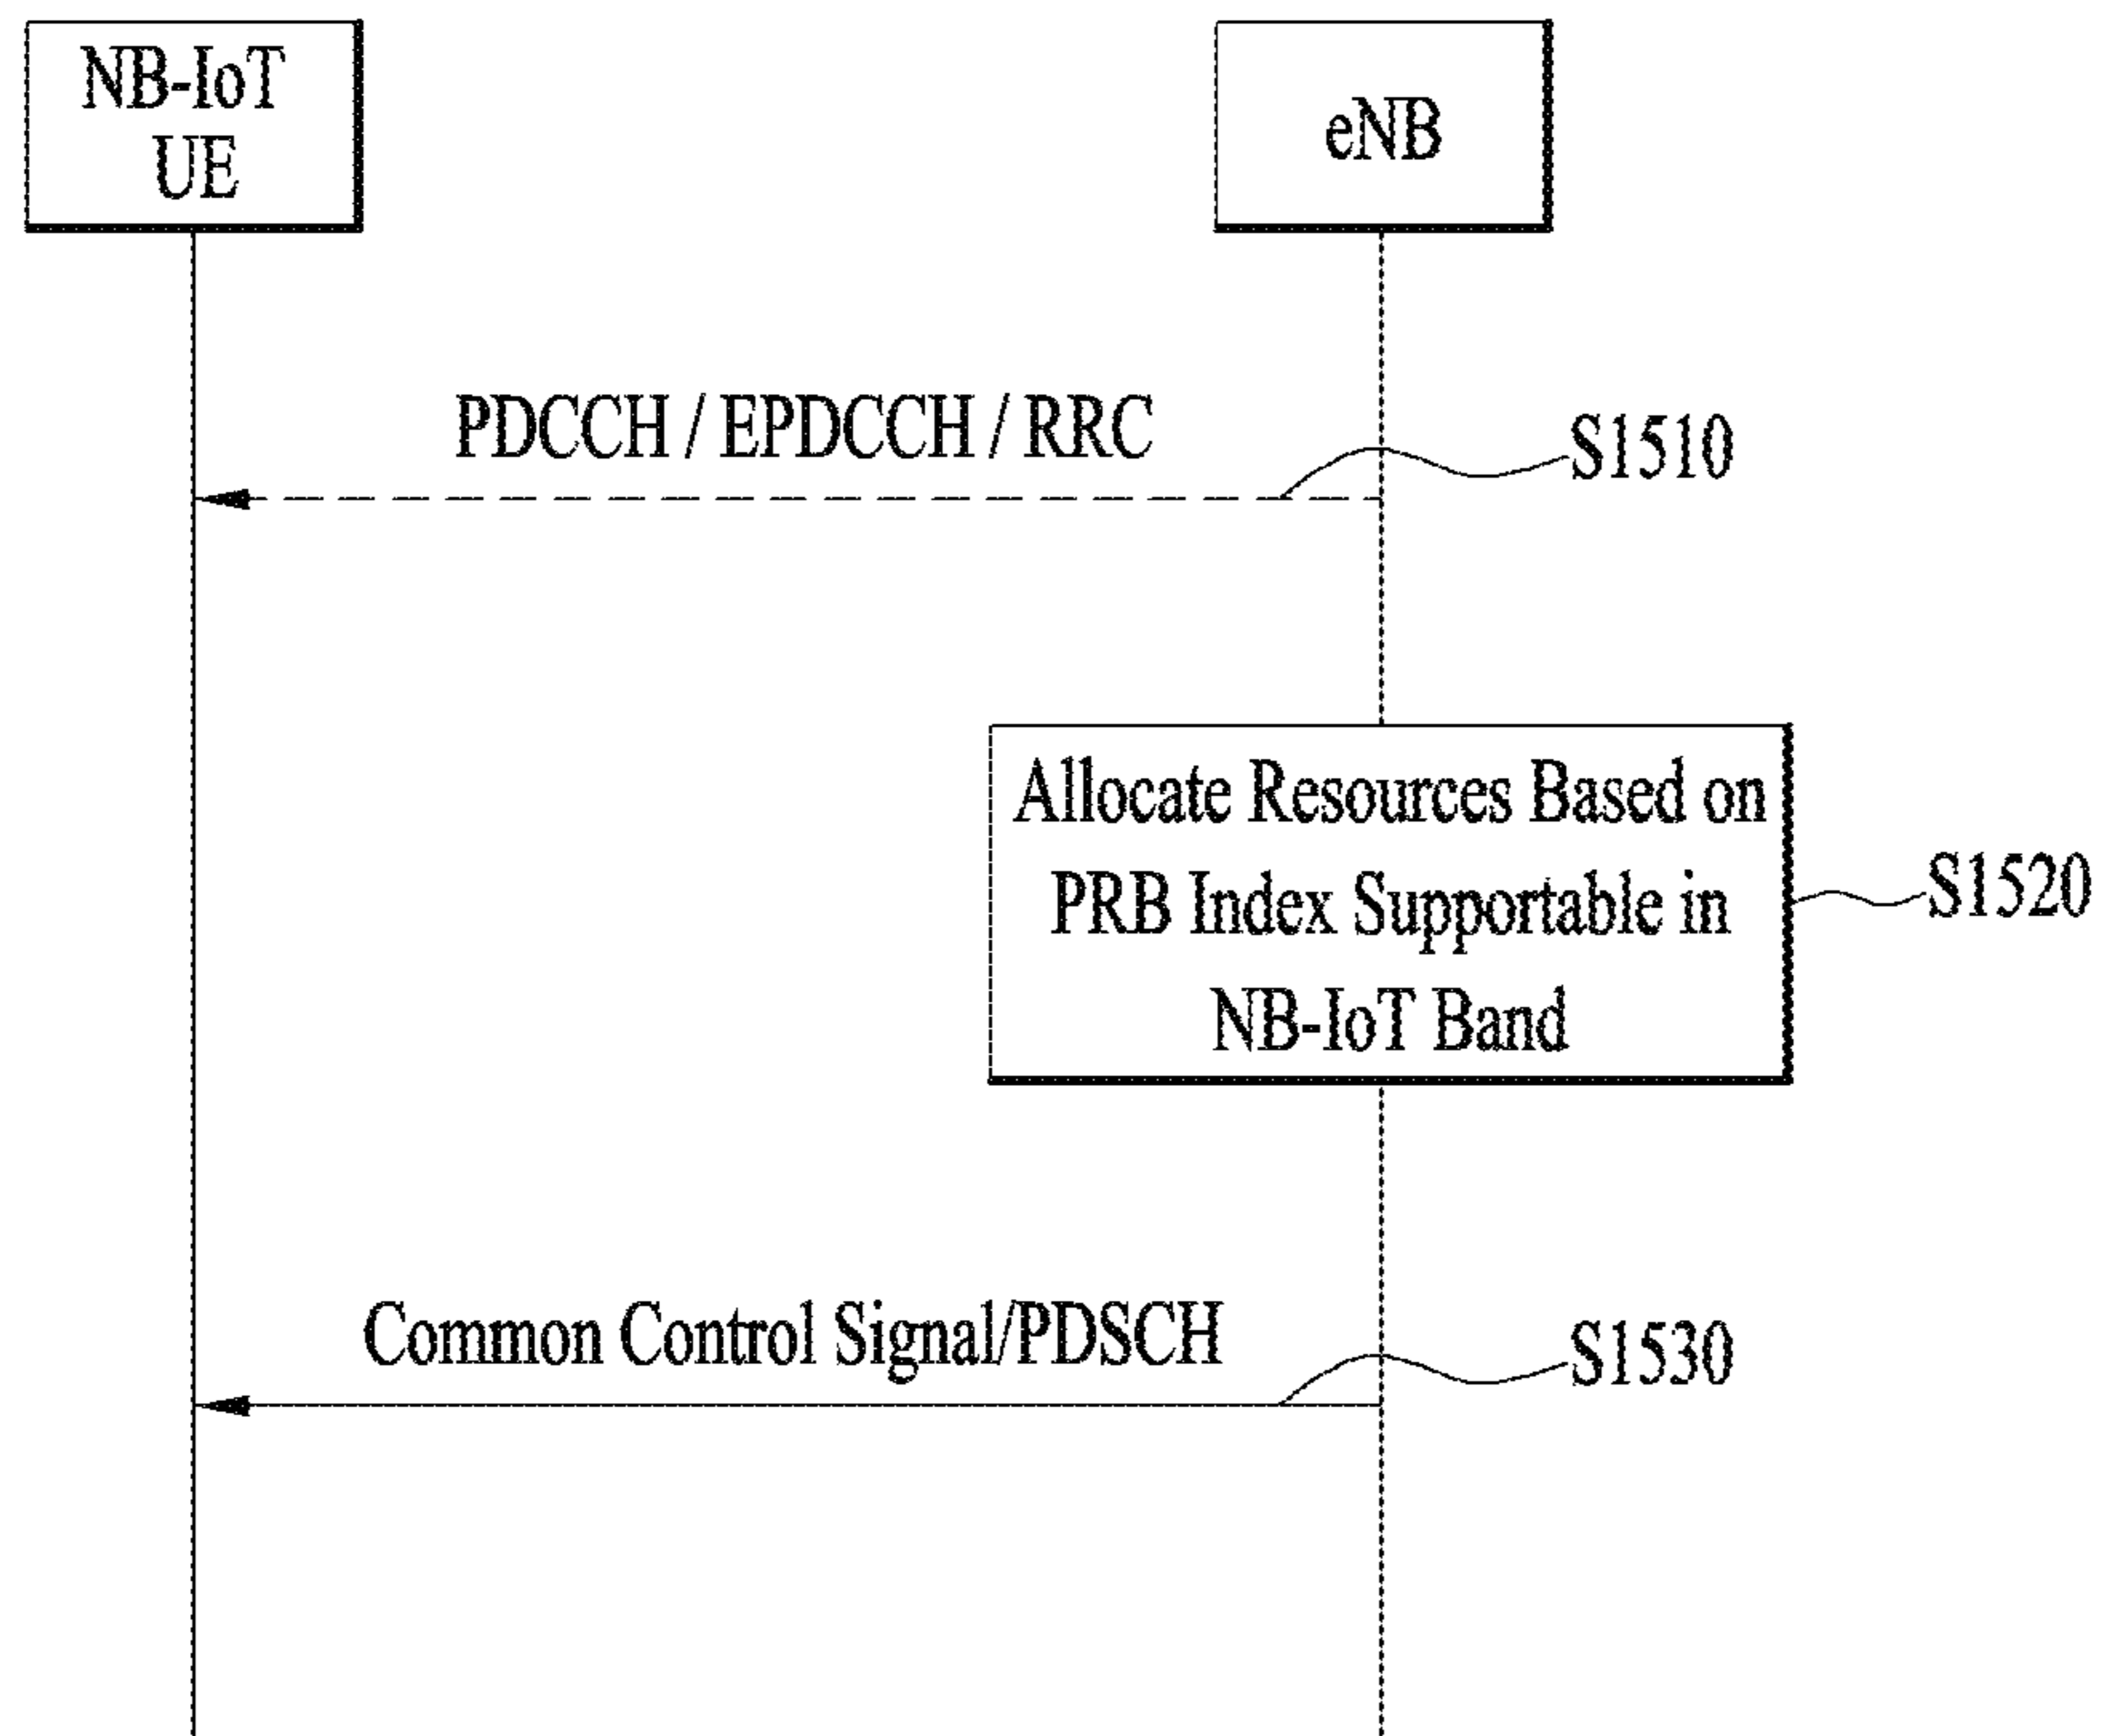 NB-IoT
UE
eNB
PDCCH / EPDCCH / RRC
S1510
Allocate Resources Based on
PRB Index Supportable in
NB-IoT Band
S1520
Common Control Signal/PDSCH
S1530